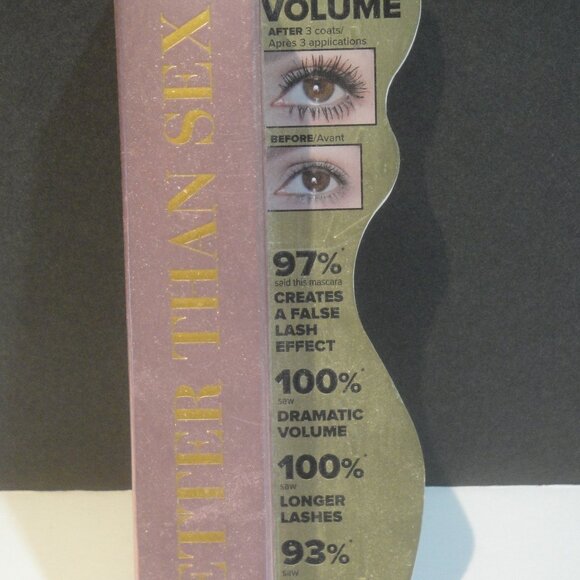 ETTER THAN SEX
VOLUME
AFTER 3 coats/
Après 3 applications
BEFORE/Avant
97%*
said this mascara
CREATES
A FALSE
LASH
EFFECT
100%*
saw
DRAMATIC
VOLUME
100%*
saw
LONGER
LASHES
93%*
saw